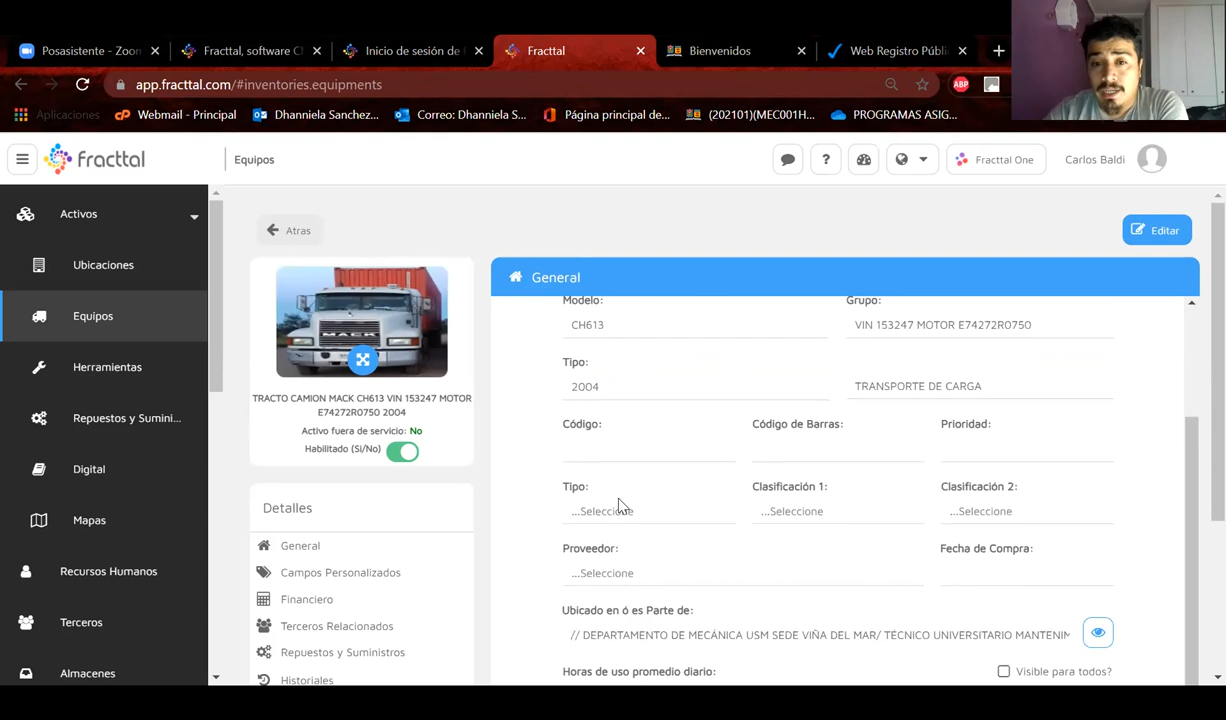 Posasistente - Zoom
Fracttal, software C
Inicio de sesión de
Fracttal
Bienvenidos
Web Registro Públi
app.fracttal.com/#inventories.equipments
ABP
Aplicaciones
Webmail - Principal
Dhanniela Sanchez...
Correo: Dhanniela S...
Página principal de...
(202101)(MEC001H...
PROGRAMAS ASIG...
fracttal
Equipos
Fracttal One
Carlos Baldi
Activos
Ubicaciones
Equipos
Herramientas
Repuestos y Sumini...
Digital
Mapas
Recursos Humanos
Terceros
Almacenes
Atras
Editar
MACK
TRACTO CAMION MACK CH613 VIN 153247 MOTOR
E74272R0750 2004
Activo fuera de servicio: No
Habilitado (Si/No)
Detalles
General
Campos Personalizados
Financiero
Terceros Relacionados
Repuestos y Suministros
Historiales
General
Modelo:
Grupo:
CH613
VIN 153247 MOTOR E74272R0750
Tipo:
2004
TRANSPORTE DE CARGA
Código:
Código de Barras:
Prioridad:
Tipo:
Clasificación 1:
Clasificación 2:
...Seleccione
...Seleccione
...Seleccione
Proveedor:
Fecha de Compra:
...Seleccione
Ubicado en ó es Parte de:
// DEPARTAMENTO DE MECÁNICA USM SEDE VIÑA DEL MAR/ TÉCNICO UNIVERSITARIO MANTENIM
Horas de uso promedio diario:
Visible para todos?